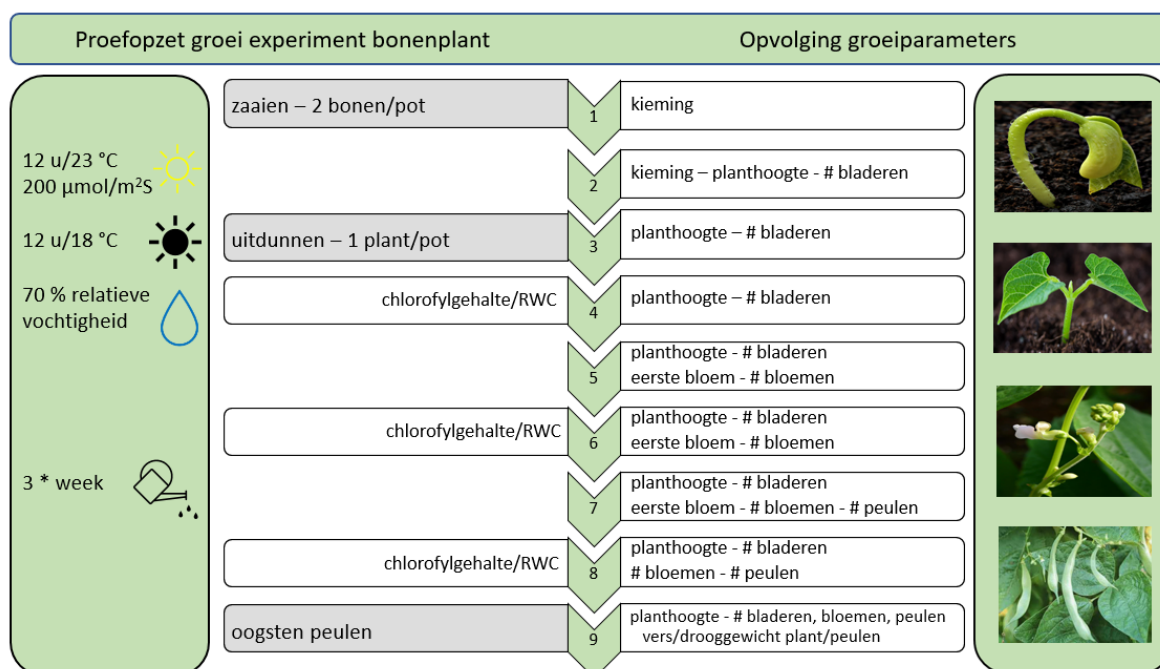 Proefopzet groei experiment bonenplant
Opvolging groeiparameters
12 u/23 °C
200 µmol/m²S
12 u/18 °C
70 % relatieve
vochtigheid
3 * week
zaaien – 2 bonen/pot
1
kieming
2
kieming – planthoogte - # bladeren
uitdunnen – 1 plant/pot
3
planthoogte – # bladeren
chlorofylgehalte/RWC
4
planthoogte – # bladeren
5
planthoogte - # bladeren
eerste bloem - # bloemen
chlorofylgehalte/RWC
6
planthoogte - # bladeren
eerste bloem - # bloemen
7
planthoogte - # bladeren
eerste bloem - # bloemen - # peulen
chlorofylgehalte/RWC
8
planthoogte - # bladeren
# bloemen - # peulen
oogsten peulen
9
planthoogte - # bladeren, bloemen, peulen
vers/drooggewicht plant/peulen